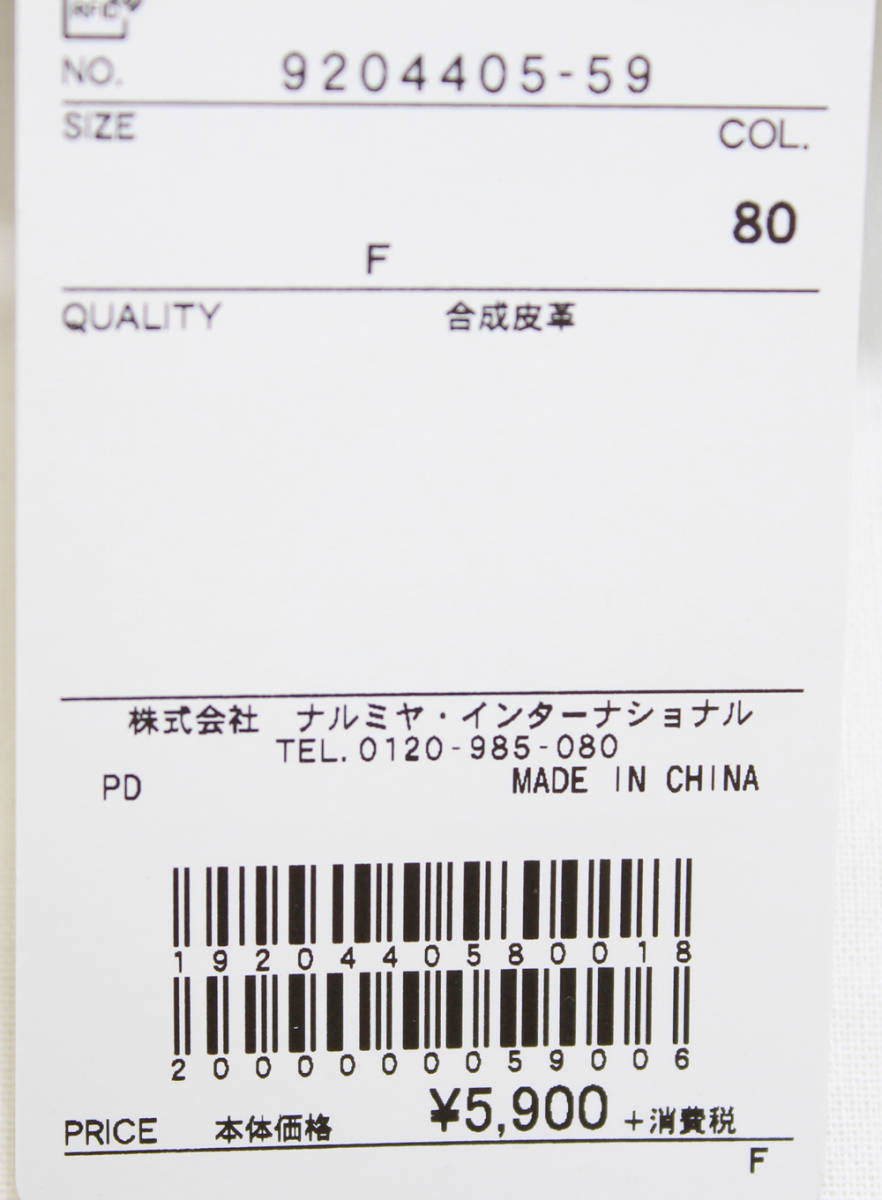 RFID
NO. 9204405-59
SIZE COL.
80
F
QUALITY 合成皮革
株式会社 ナルミヤ・インターナショナル
TEL. 0120-985-080
PD MADE IN CHINA
1920440580018
2000000059006
PRICE 本体価格 ¥5,900 +消費税
F